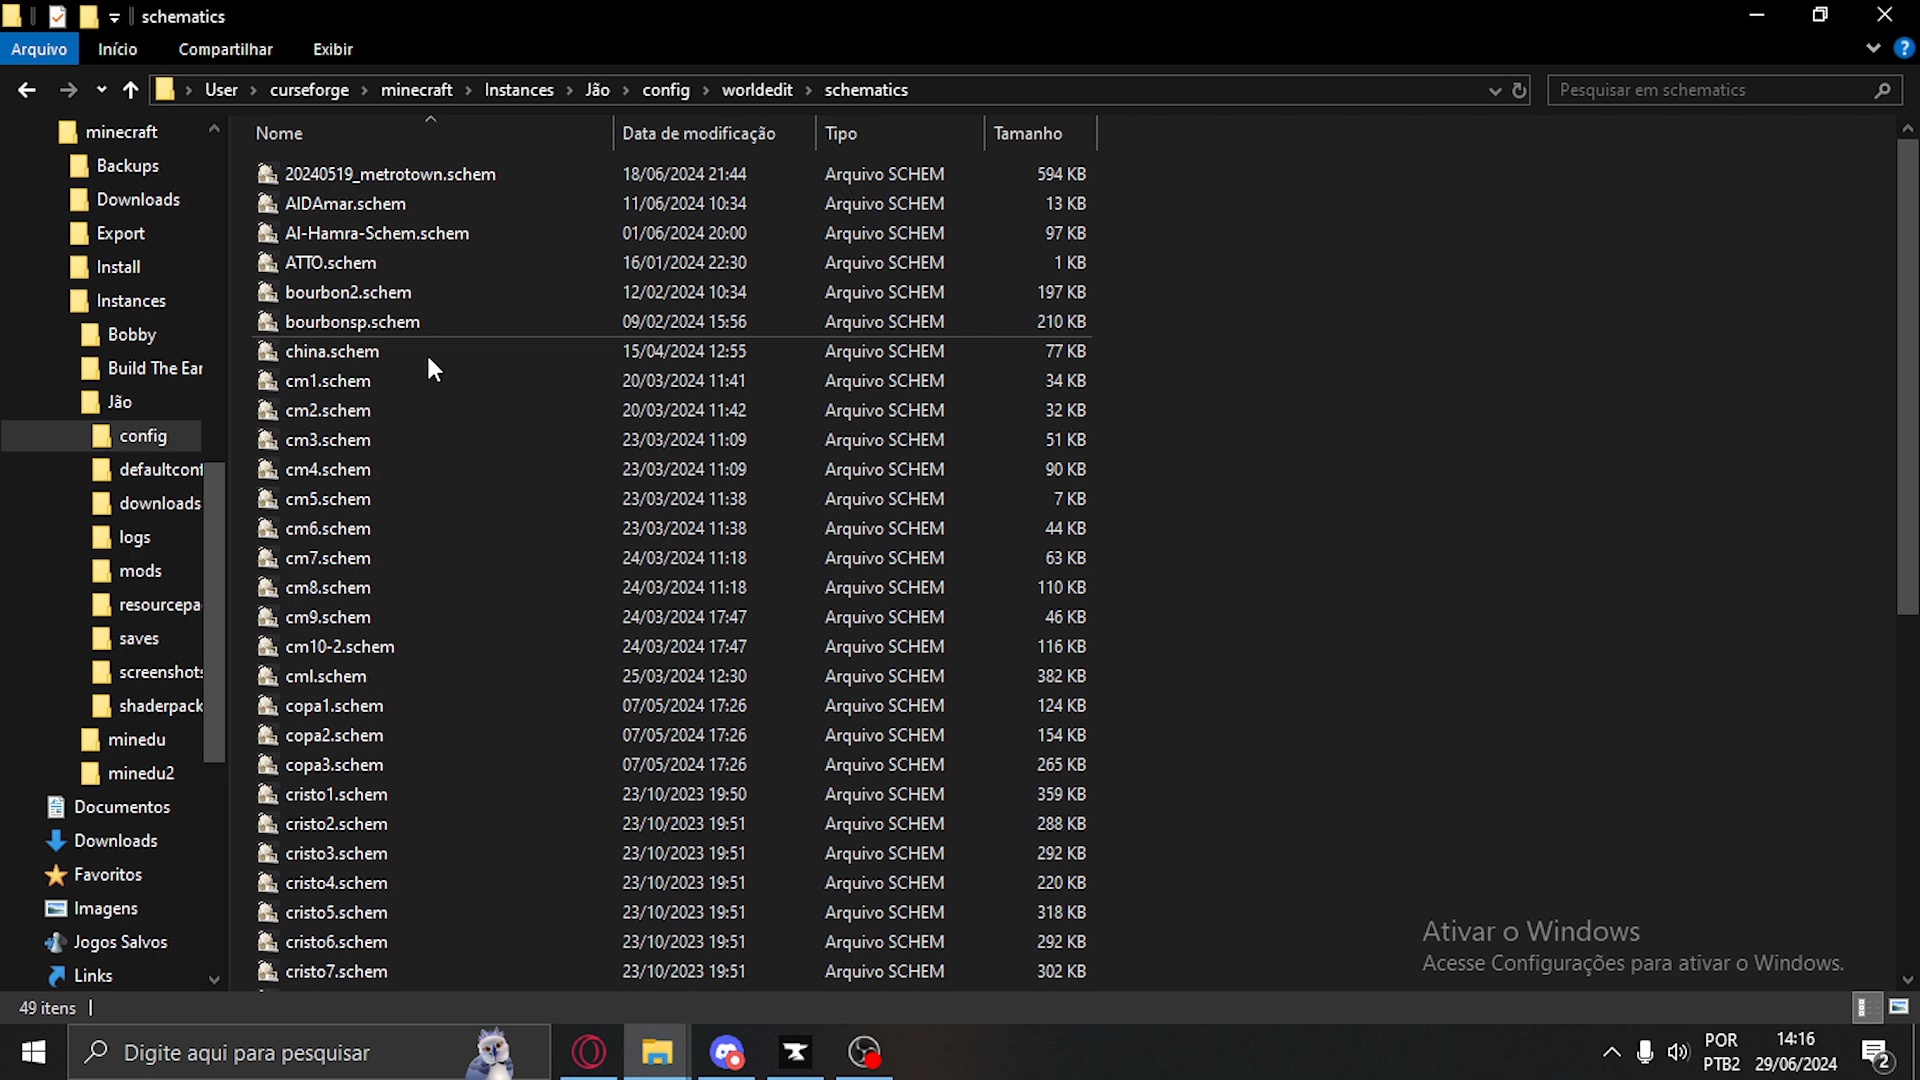 schematics
Arquivo Início Compartilhar Exibir
User curseforge minecraft Instances Jão config worldedit schematics
Pesquisar em schematics
minecraft
Backups
Downloads
Export
Install
Instances
Bobby
Build The Ear
Jão
config
defaultconf
downloads
logs
mods
resourcepa
saves
screenshots
shaderpack
minedu
minedu2
Documentos
Downloads
Favoritos
Imagens
Jogos Salvos
Links
Nome Data de modificação Tipo Tamanho
20240519_metrotown.schem 18/06/2024 21:44 Arquivo SCHEM 594 KB
AIDAmar.schem 11/06/2024 10:34 Arquivo SCHEM 13 KB
Al-Hamra-Schem.schem 01/06/2024 20:00 Arquivo SCHEM 97 KB
ATTO.schem 16/01/2024 22:30 Arquivo SCHEM 1 KB
bourbon2.schem 12/02/2024 10:34 Arquivo SCHEM 197 KB
bourbonsp.schem 09/02/2024 15:56 Arquivo SCHEM 210 KB
china.schem 15/04/2024 12:55 Arquivo SCHEM 77 KB
cm1.schem 20/03/2024 11:41 Arquivo SCHEM 34 KB
cm2.schem 20/03/2024 11:42 Arquivo SCHEM 32 KB
cm3.schem 23/03/2024 11:09 Arquivo SCHEM 51 KB
cm4.schem 23/03/2024 11:09 Arquivo SCHEM 90 KB
cm5.schem 23/03/2024 11:38 Arquivo SCHEM 7 KB
cm6.schem 23/03/2024 11:38 Arquivo SCHEM 44 KB
cm7.schem 24/03/2024 11:18 Arquivo SCHEM 63 KB
cm8.schem 24/03/2024 11:18 Arquivo SCHEM 110 KB
cm9.schem 24/03/2024 17:47 Arquivo SCHEM 46 KB
cm10-2.schem 24/03/2024 17:47 Arquivo SCHEM 116 KB
cml.schem 25/03/2024 12:30 Arquivo SCHEM 382 KB
copa1.schem 07/05/2024 17:26 Arquivo SCHEM 124 KB
copa2.schem 07/05/2024 17:26 Arquivo SCHEM 154 KB
copa3.schem 07/05/2024 17:26 Arquivo SCHEM 265 KB
cristo1.schem 23/10/2023 19:50 Arquivo SCHEM 359 KB
cristo2.schem 23/10/2023 19:51 Arquivo SCHEM 288 KB
cristo3.schem 23/10/2023 19:51 Arquivo SCHEM 292 KB
cristo4.schem 23/10/2023 19:51 Arquivo SCHEM 220 KB
cristo5.schem 23/10/2023 19:51 Arquivo SCHEM 318 KB
cristo6.schem 23/10/2023 19:51 Arquivo SCHEM 292 KB
cristo7.schem 23/10/2023 19:51 Arquivo SCHEM 302 KB
Ativar o Windows
Acesse Configurações para ativar o Windows.
49 itens
Digite aqui para pesquisar
POR
PTB2
14:16
29/06/2024
2